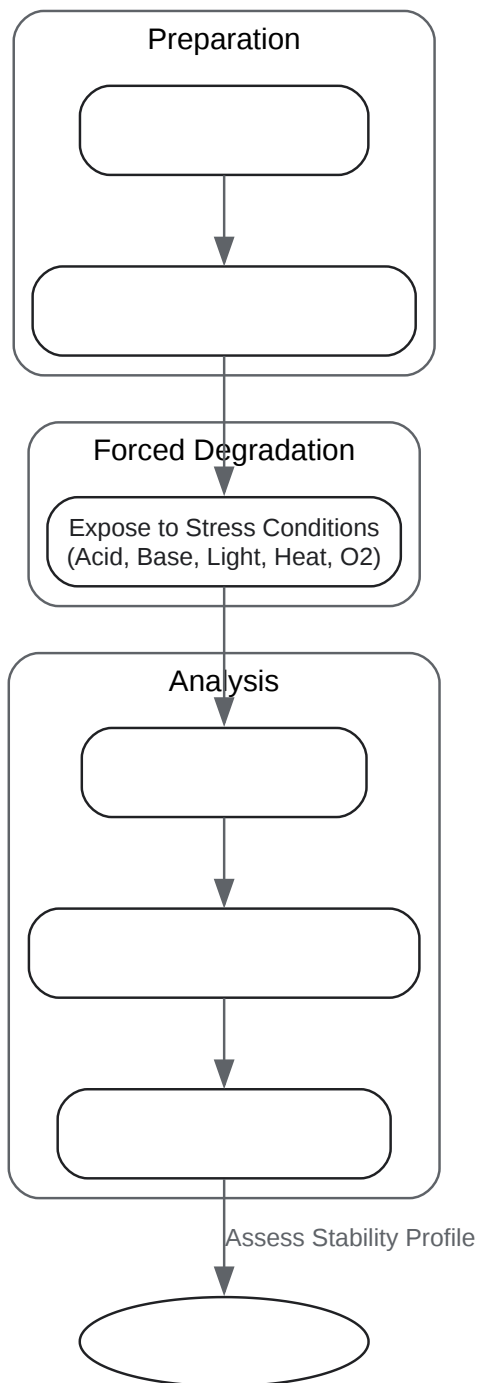 Preparation
Forced Degradation
Expose to Stress Conditions
(Acid, Base, Light, Heat, O2)
Analysis
Assess Stability Profile